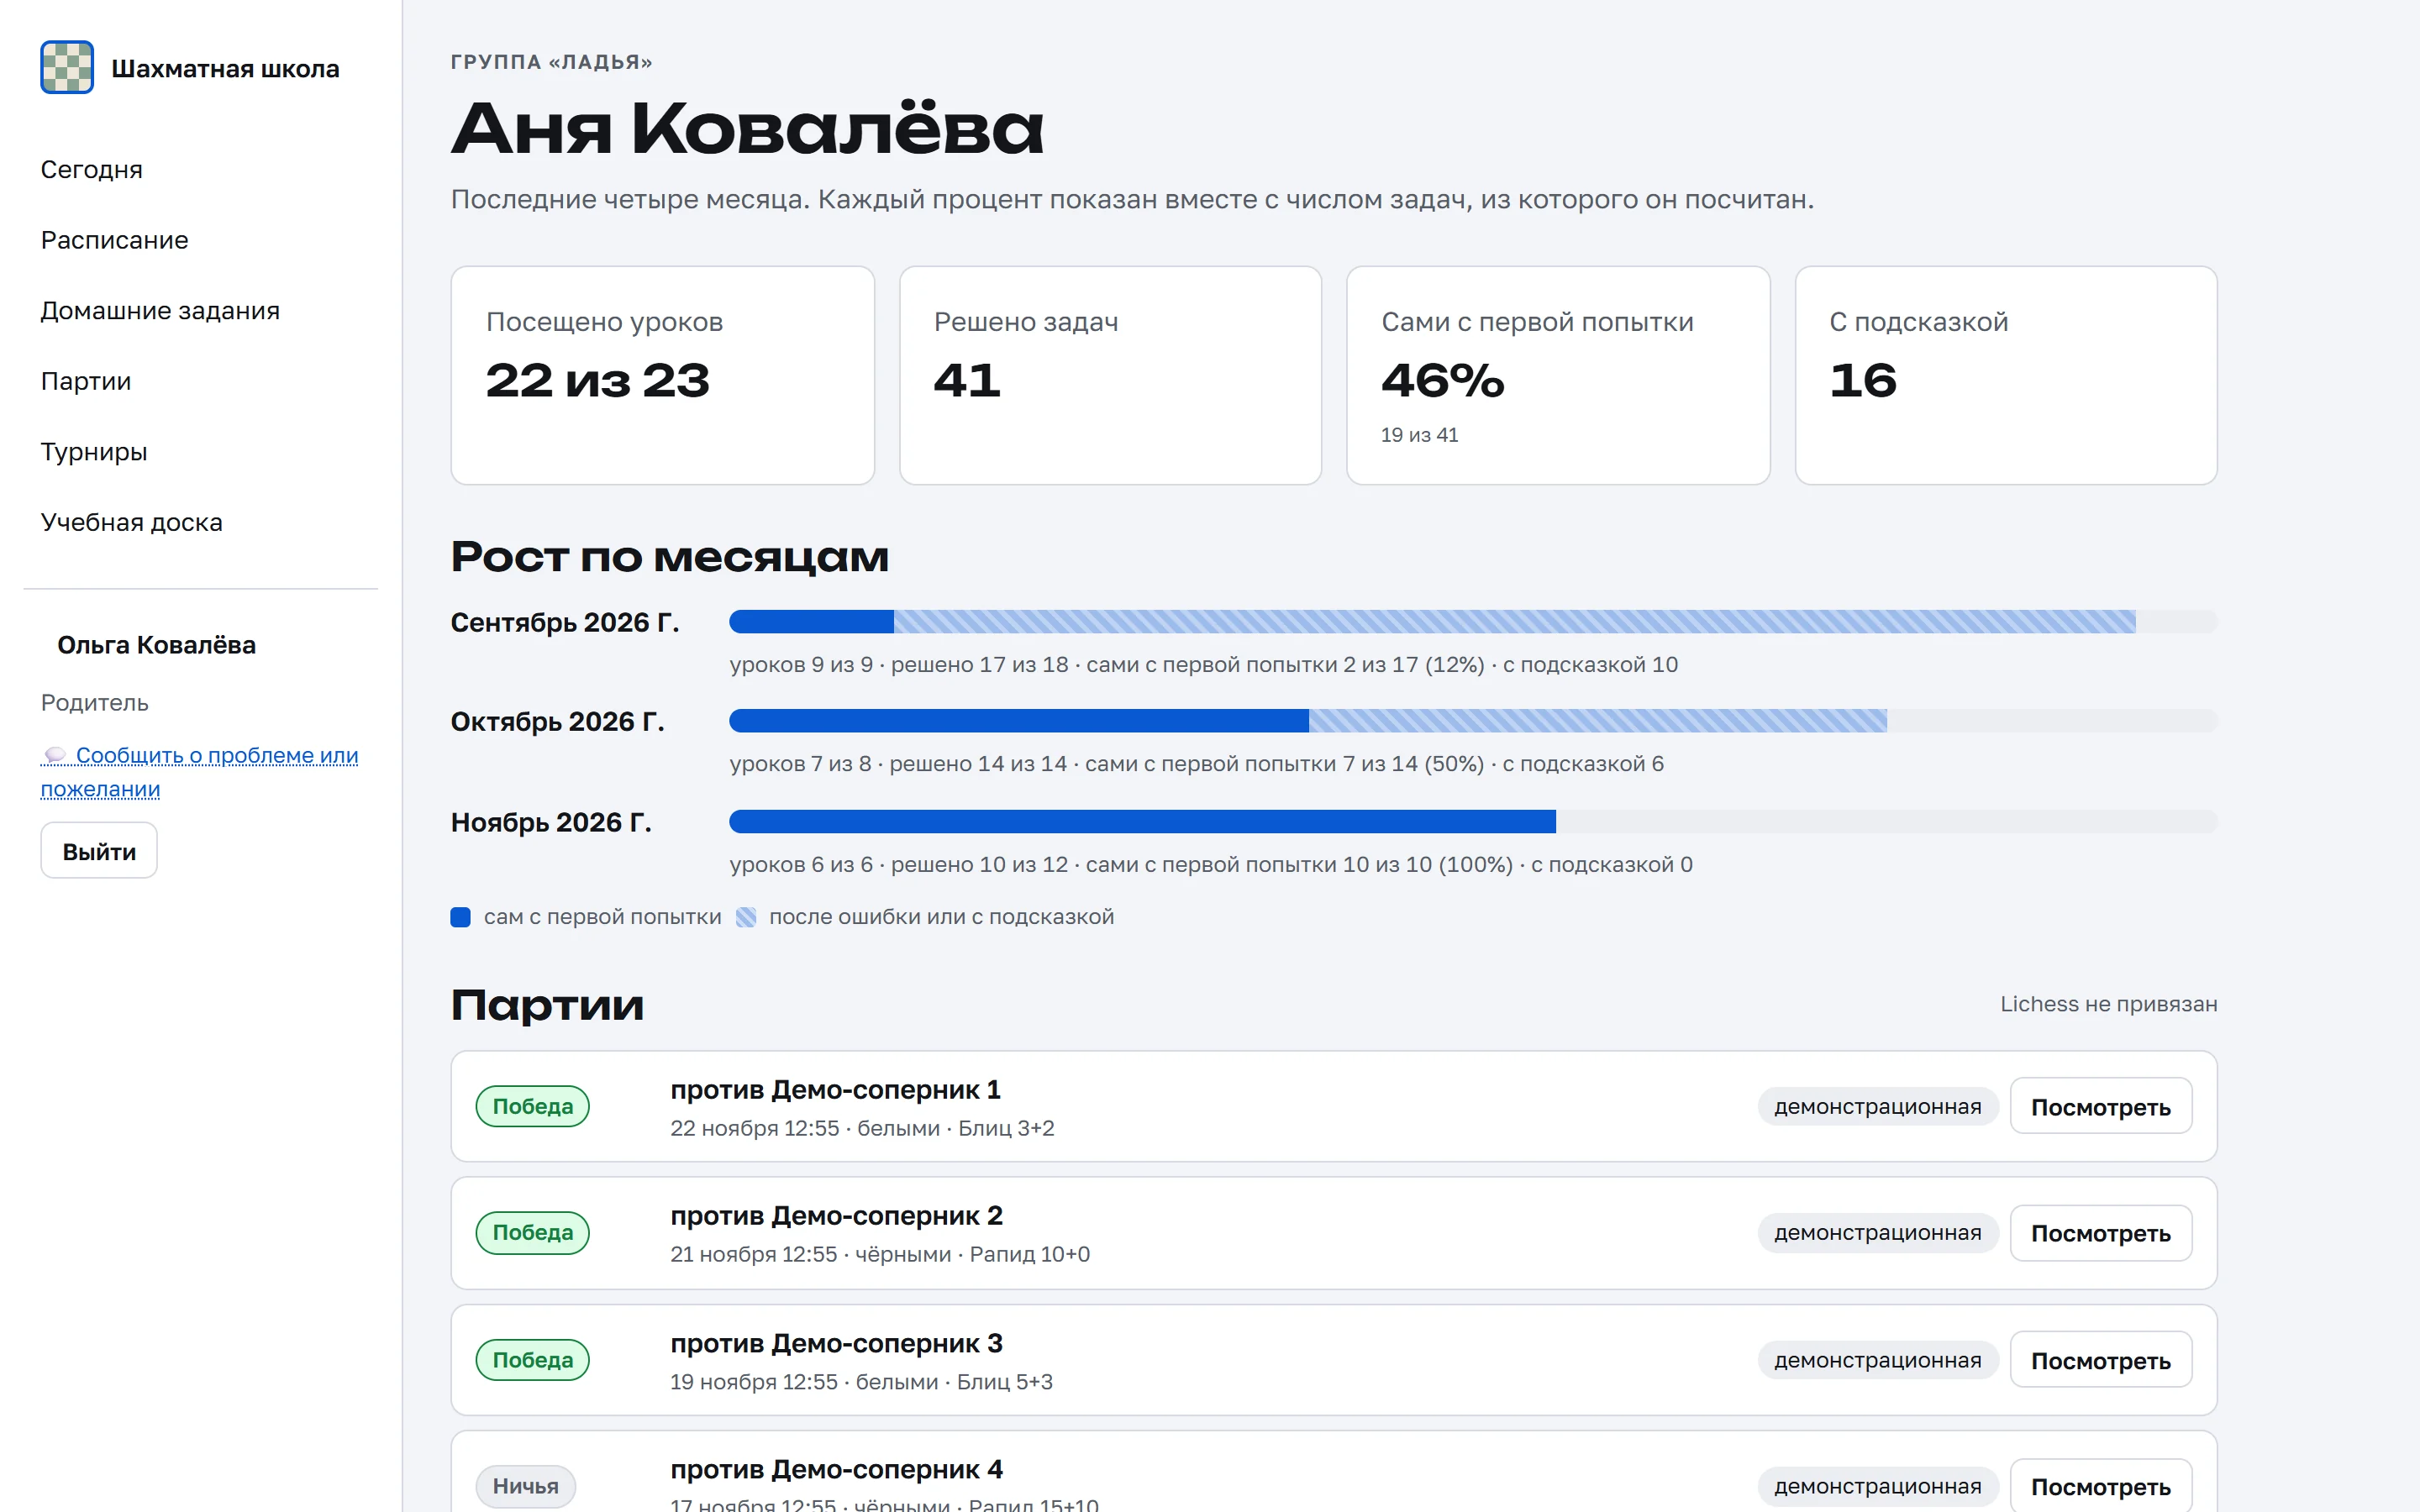 Шахматная школа
Сегодня
Расписание
Домашние задания
Партии
Турниры
Учебная доска
Ольга Ковалёва
Родитель
Сообщить о проблеме или
пожелании
Выйти
ГРУППА «ЛАДЬЯ»
Аня Ковалёва
Последние четыре месяца. Каждый процент показан вместе с числом задач, из которого он посчитан.
Посещено уроков
22 из 23
Решено задач
41
Сами с первой попытки
46%
19 из 41
С подсказкой
16
Рост по месяцам
Сентябрь 2026 Г.
уроков 9 из 9 · решено 17 из 18 · сами с первой попытки 2 из 17 (12%) · с подсказкой 10
Октябрь 2026 Г.
уроков 7 из 8 · решено 14 из 14 · сами с первой попытки 7 из 14 (50%) · с подсказкой 6
Ноябрь 2026 Г.
уроков 6 из 6 · решено 10 из 12 · сами с первой попытки 10 из 10 (100%) · с подсказкой 0
сам с первой попытки после ошибки или с подсказкой
Партии
Lichess не привязан
Победа
против Демо-соперник 1
22 ноября 12:55 · белыми · Блиц 3+2
демонстрационная
Посмотреть
Победа
против Демо-соперник 2
21 ноября 12:55 · чёрными · Рапид 10+0
демонстрационная
Посмотреть
Победа
против Демо-соперник 3
19 ноября 12:55 · белыми · Блиц 5+3
демонстрационная
Посмотреть
Ничья
против Демо-соперник 4
17 ноября 12:55 · чёрными · Рапид 15+10
демонстрационная
Посмотреть